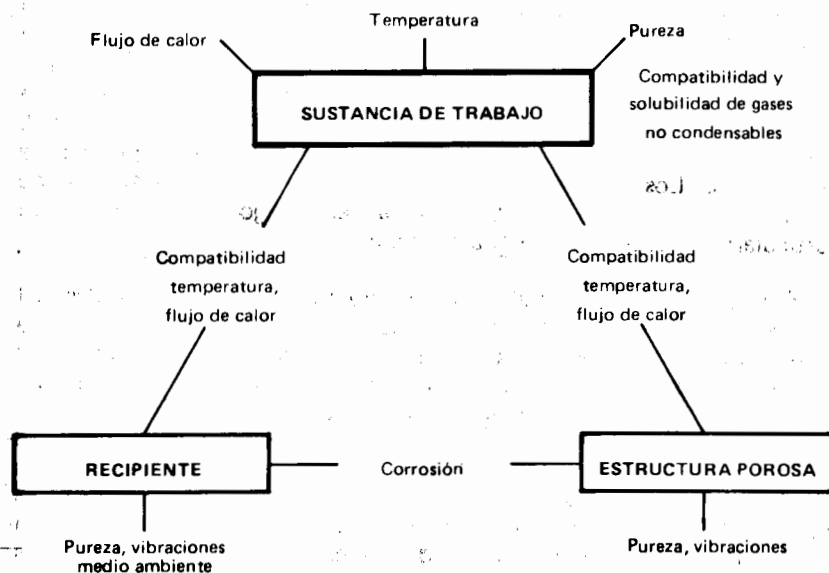 Temperatura
Flujo de calor
Pureza
SUSTANCIA DE TRABAJO
Compatibilidad y
solubilidad de gases
no condensables
Compatibilidad
temperatura,
flujo de calor
Compatibilidad
temperatura,
flujo de calor
RECIPIENTE
Corrosión
ESTRUCTURA POROSA
Pureza, vibraciones
medio ambiente
Pureza, vibraciones